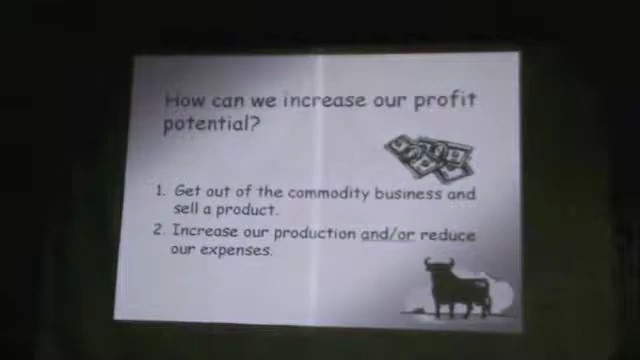 How can we increase our profit
potential?
1. Get out of the commodity business and
sell a product.
2. Increase our production and/or reduce
our expenses.